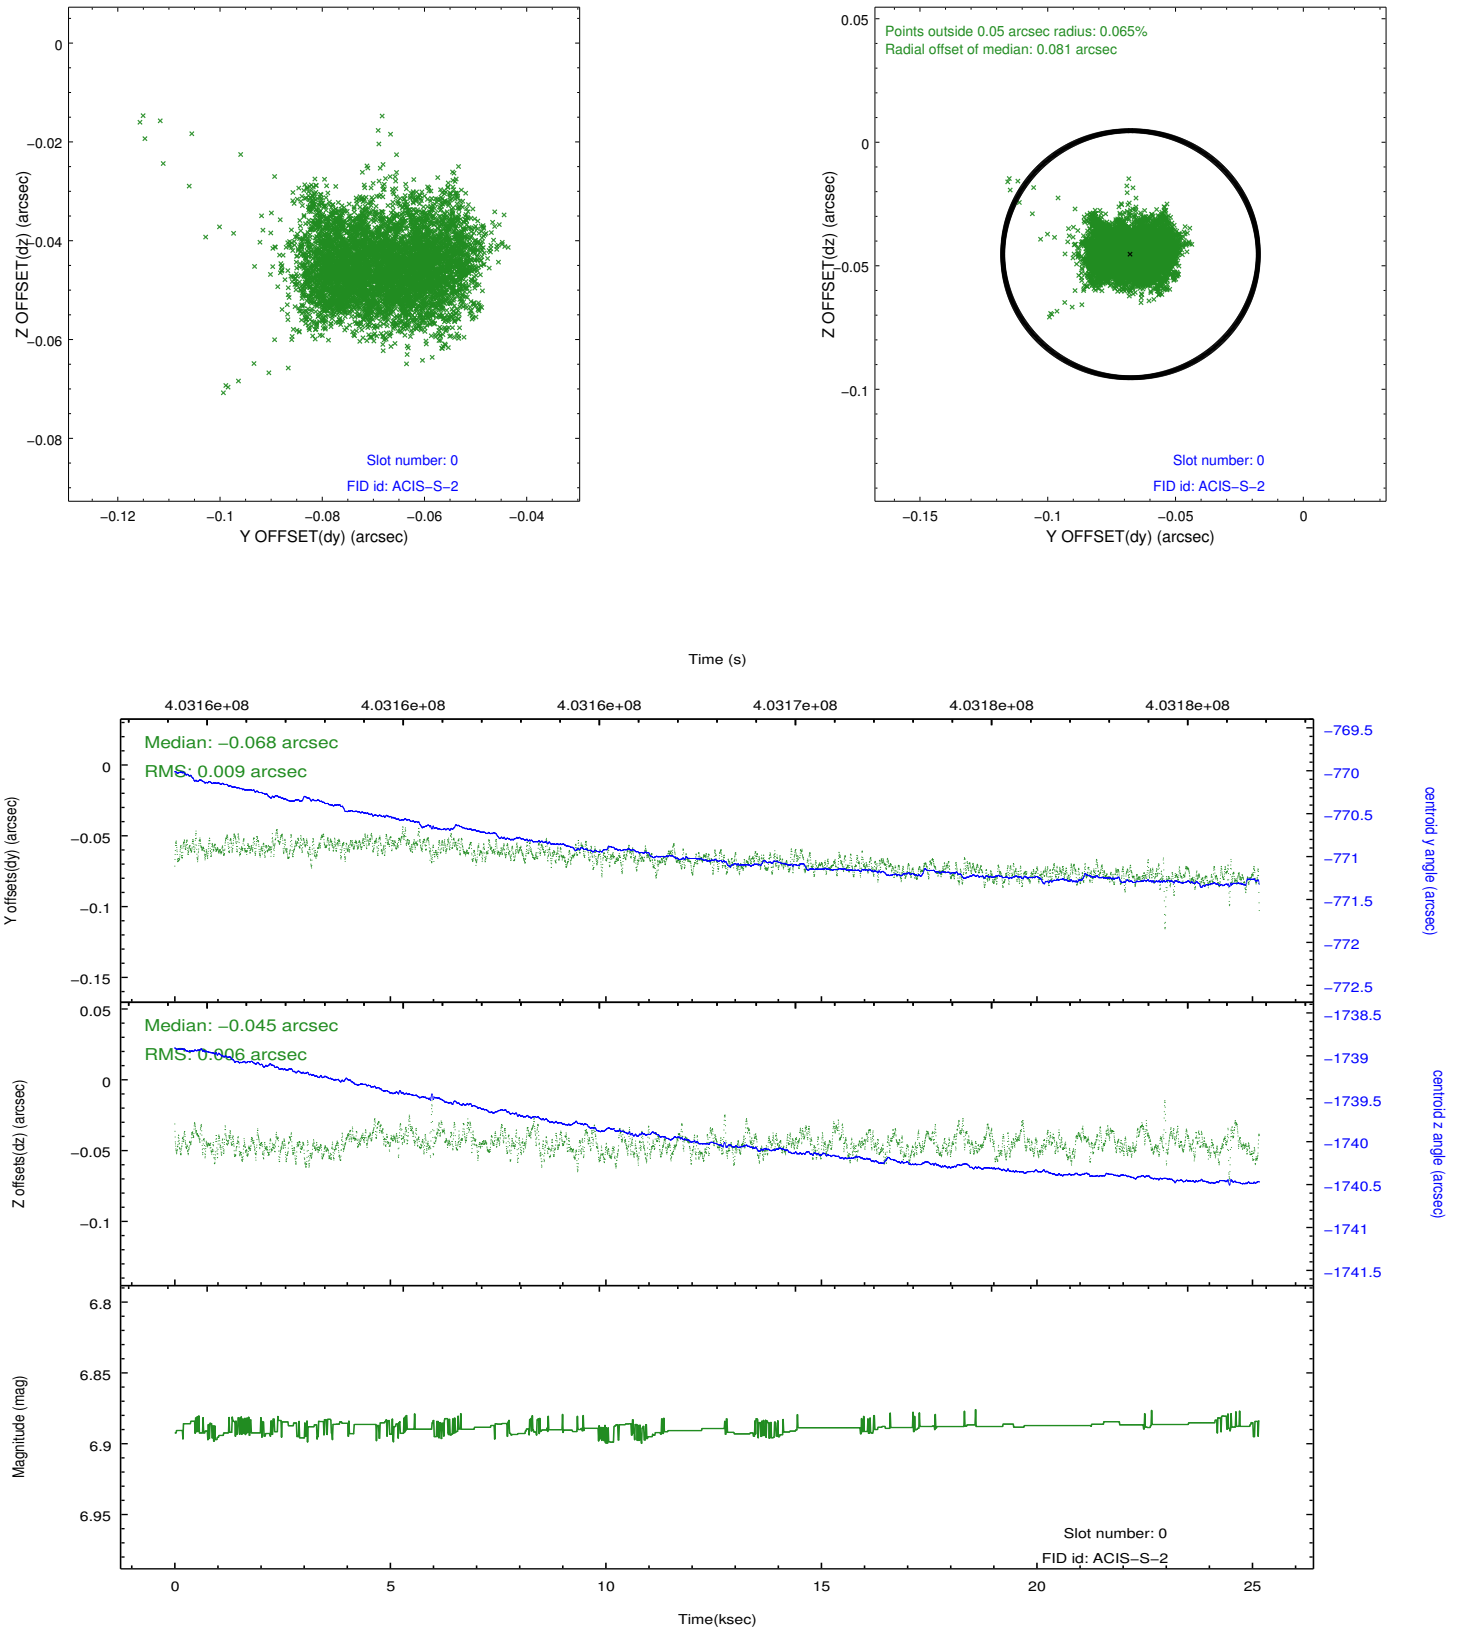 0
−0.02
−0.04
−0.06
−0.08
Z OFFSET(dz) (arcsec)
Slot number: 0
FID id: ACIS−S−2
−0.12
−0.1
−0.08
−0.06
−0.04
Y OFFSET(dy) (arcsec)
0.05
0
−0.05
−0.1
Z OFFSET(dz) (arcsec)
Points outside 0.05 arcsec radius: 0.065%
Radial offset of median: 0.081 arcsec
Slot number: 0
FID id: ACIS−S−2
−0.15
−0.1
−0.05
0
Y OFFSET(dy) (arcsec)
Time (s)
4.0316e+08
4.0316e+08
4.0316e+08
4.0317e+08
4.0318e+08
4.0318e+08
Median: −0.068 arcsec
RMS: 0.009 arcsec
0
−0.05
−0.1
−0.15
Y offsets(dy) (arcsec)
−769.5
−770
−770.5
−771
−771.5
−772
−772.5
centroid y angle (arcsec)
Median: −0.045 arcsec
RMS: 0.006 arcsec
0.05
0
−0.05
−0.1
Z offsets(dz) (arcsec)
−1738.5
−1739
−1739.5
−1740
−1740.5
−1741
−1741.5
centroid z angle (arcsec)
6.8
6.85
6.9
6.95
Magnitude (mag)
Slot number: 0
FID id: ACIS−S−2
0
5
10
15
20
25
Time(ksec)